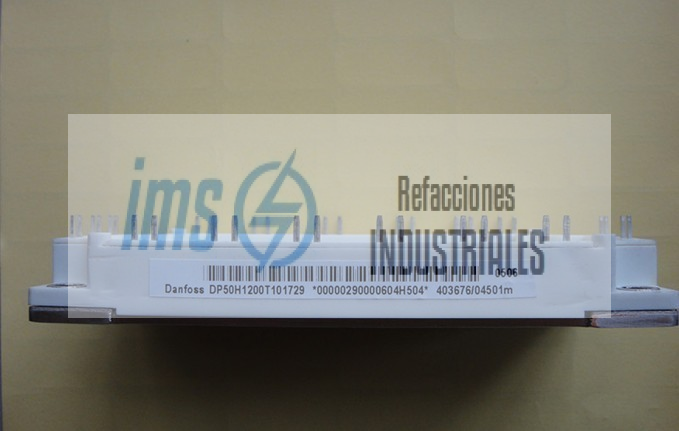 ims
Refacciones
INDUSTRIALES
0506
Danfoss DP50H1200T101729 *00000290000604H504* 403676/04501m